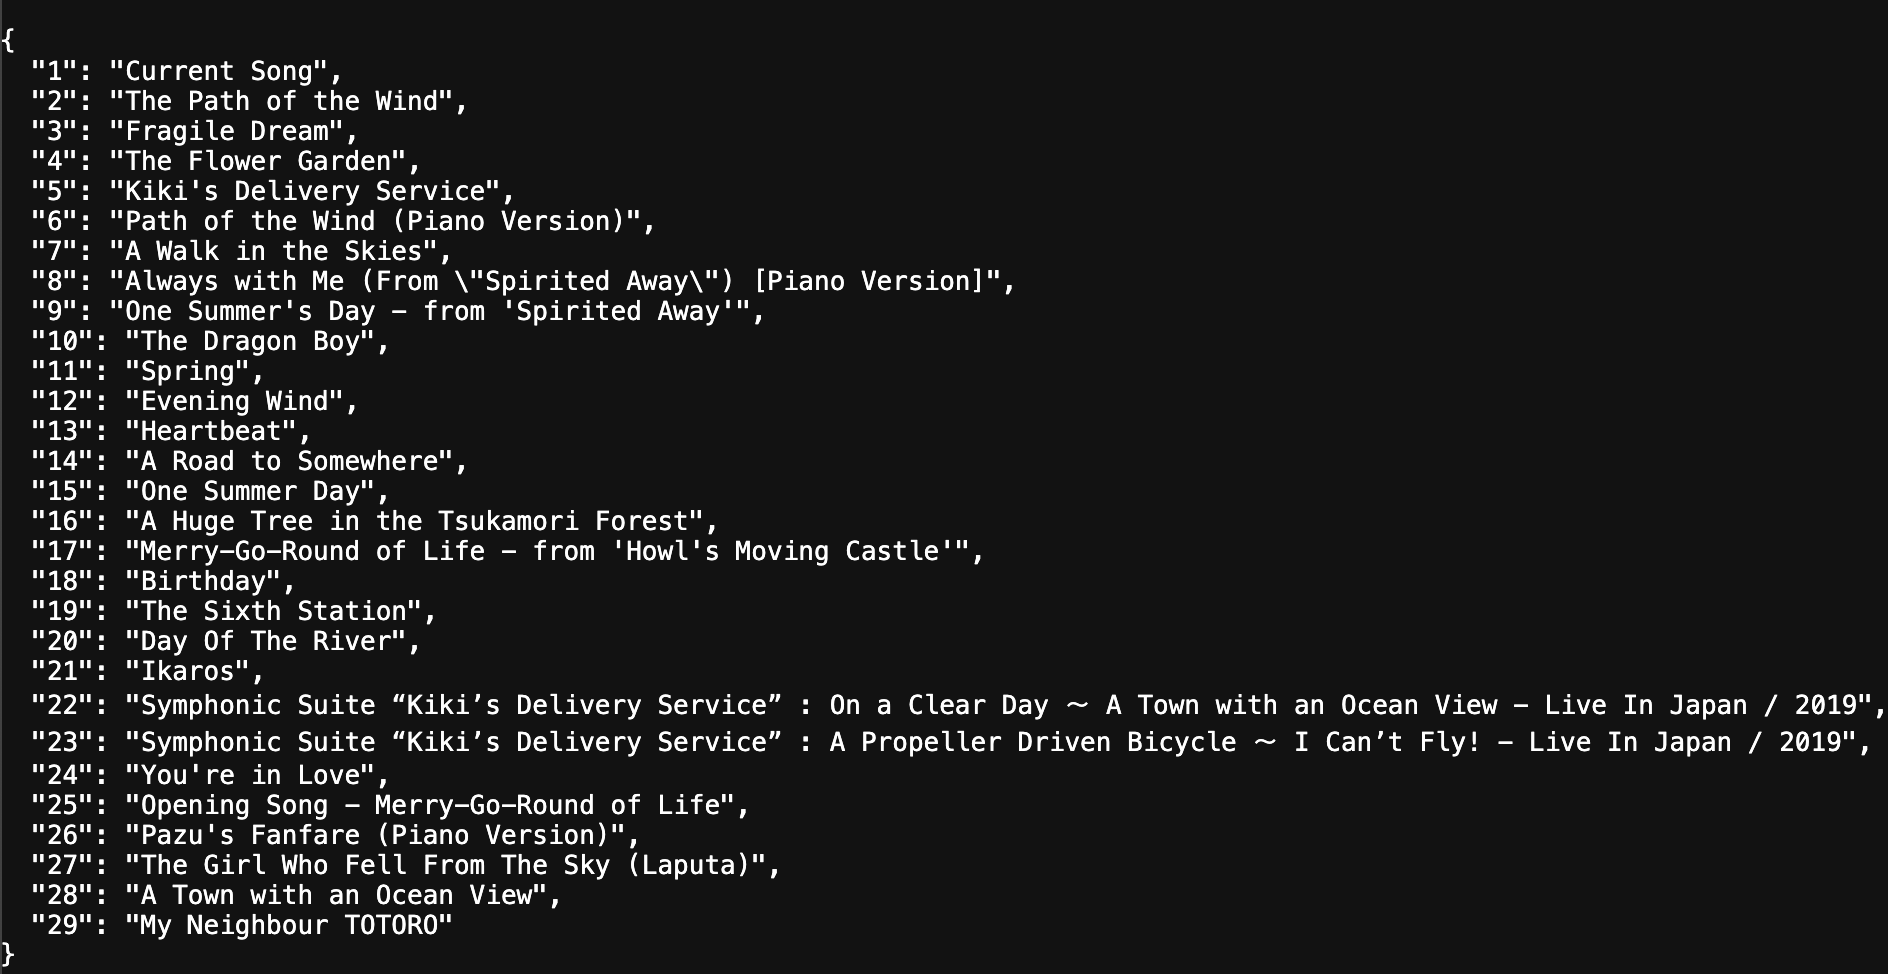 {
  "1": "Current Song",
  "2": "The Path of the Wind",
  "3": "Fragile Dream",
  "4": "The Flower Garden",
  "5": "Kiki's Delivery Service",
  "6": "Path of the Wind (Piano Version)",
  "7": "A Walk in the Skies",
  "8": "Always with Me (From \"Spirited Away\") [Piano Version]",
  "9": "One Summer's Day – from 'Spirited Away'",
  "10": "The Dragon Boy",
  "11": "Spring",
  "12": "Evening Wind",
  "13": "Heartbeat",
  "14": "A Road to Somewhere",
  "15": "One Summer Day",
  "16": "A Huge Tree in the Tsukamori Forest",
  "17": "Merry-Go-Round of Life – from 'Howl's Moving Castle'",
  "18": "Birthday",
  "19": "The Sixth Station",
  "20": "Day Of The River",
  "21": "Ikaros",
  "22": "Symphonic Suite “Kiki’s Delivery Service” : On a Clear Day ～ A Town with an Ocean View – Live In Japan / 2019",
  "23": "Symphonic Suite “Kiki’s Delivery Service” : A Propeller Driven Bicycle ～ I Can’t Fly! – Live In Japan / 2019",
  "24": "You're in Love",
  "25": "Opening Song – Merry-Go-Round of Life",
  "26": "Pazu's Fanfare (Piano Version)",
  "27": "The Girl Who Fell From The Sky (Laputa)",
  "28": "A Town with an Ocean View",
  "29": "My Neighbour TOTORO"
}